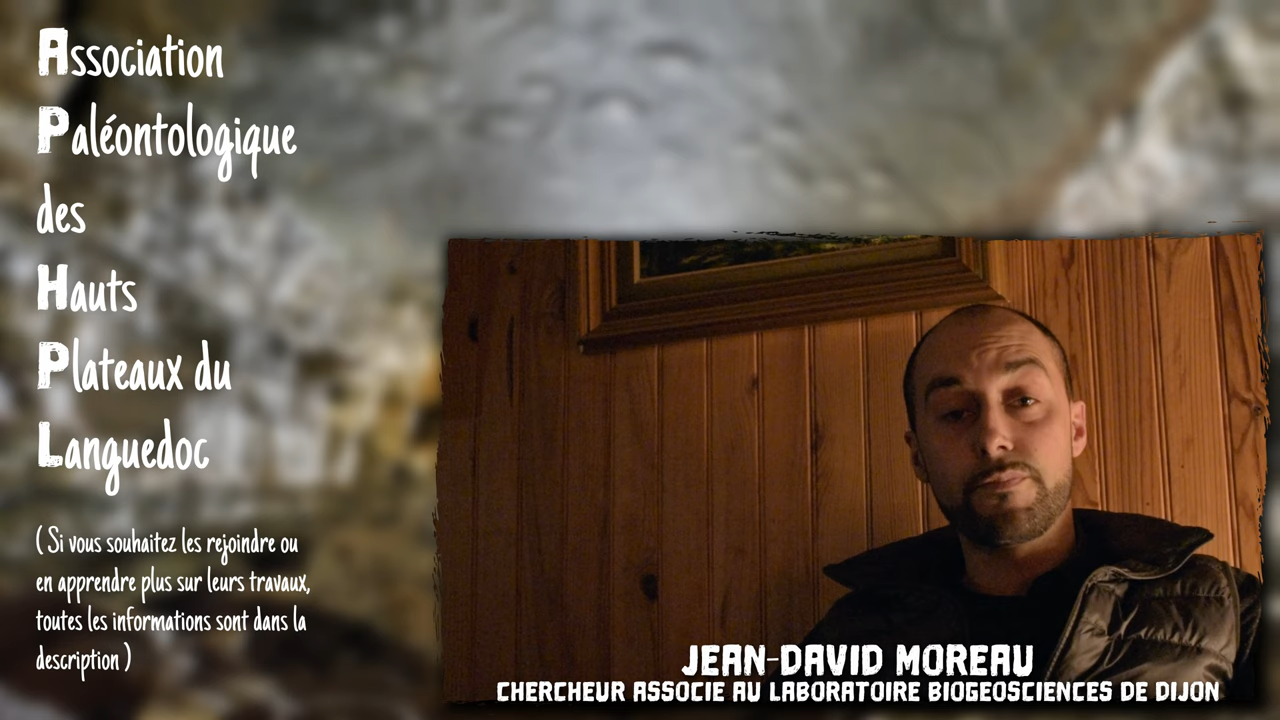 Association
Paléontologique
des
Hauts
Plateaux du
Languedoc
( Si vous souhaitez les rejoindre ou
en apprendre plus sur leurs travaux,
toutes les informations sont dans la
description )
JEAN-DAVID MOREAU
CHERCHEUR ASSOCIE AU LABORATOIRE BIOGEOSCIENCES DE DIJON